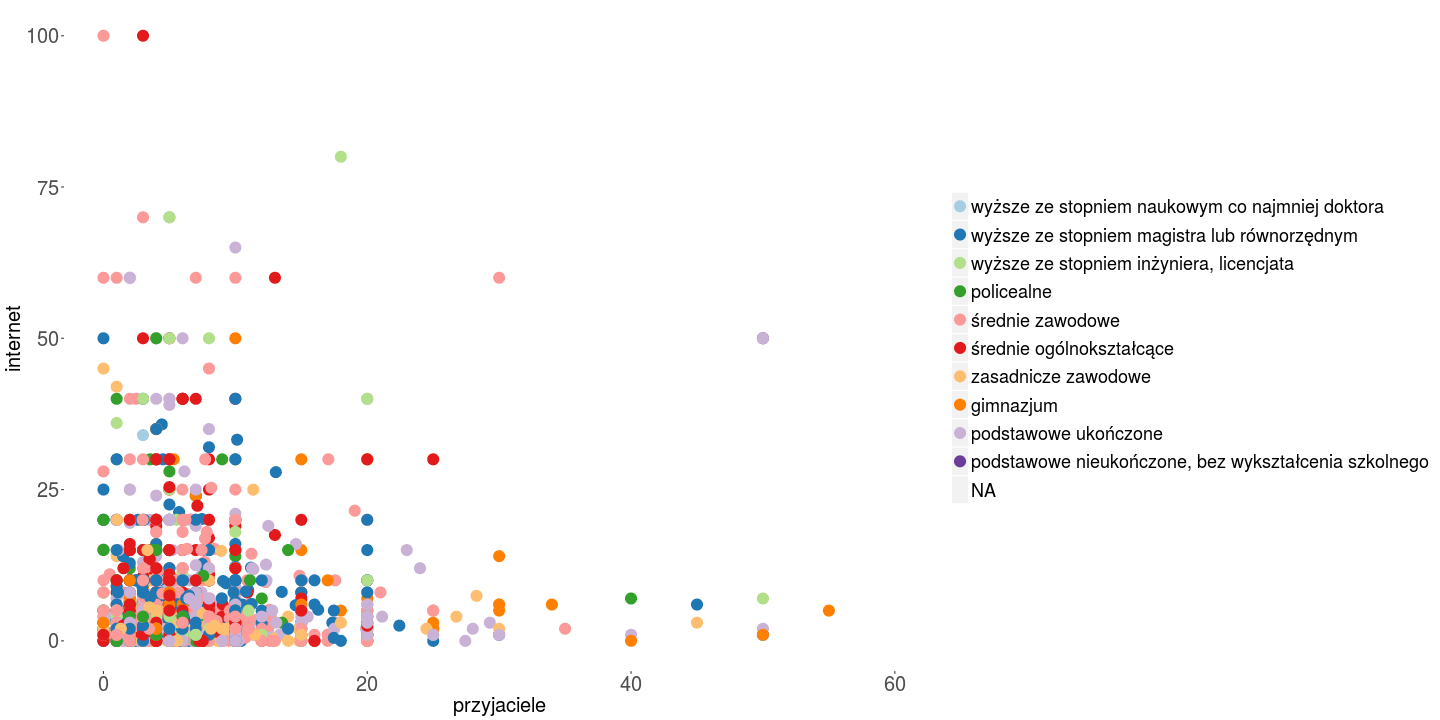 100
75
50
25
0
internet
0
20
40
60
przyjaciele
wyższe ze stopniem naukowym co najmniej doktora
wyższe ze stopniem magistra lub równorzędnym
wyższe ze stopniem inżyniera, licencjata
policealne
średnie zawodowe
średnie ogólnokształcące
zasadnicze zawodowe
gimnazjum
podstawowe ukończone
podstawowe nieukończone, bez wykształcenia szkolnego
NA